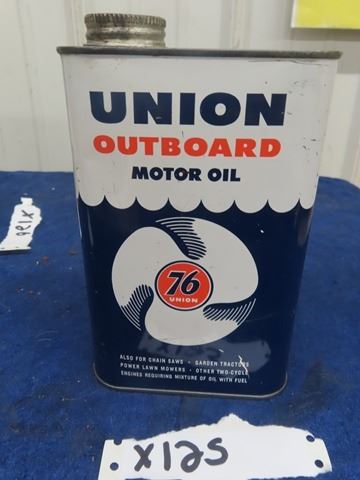 UNION
OUTBOARD
MOTOR OIL
76
UNION
ALSO FOR CHAIN SAWS • GARDEN TRACTORS
POWER LAWN MOWERS • OTHER TWO-CYCLE
ENGINES REQUIRING MIXTURE OF OIL WITH FUEL
X126
X125